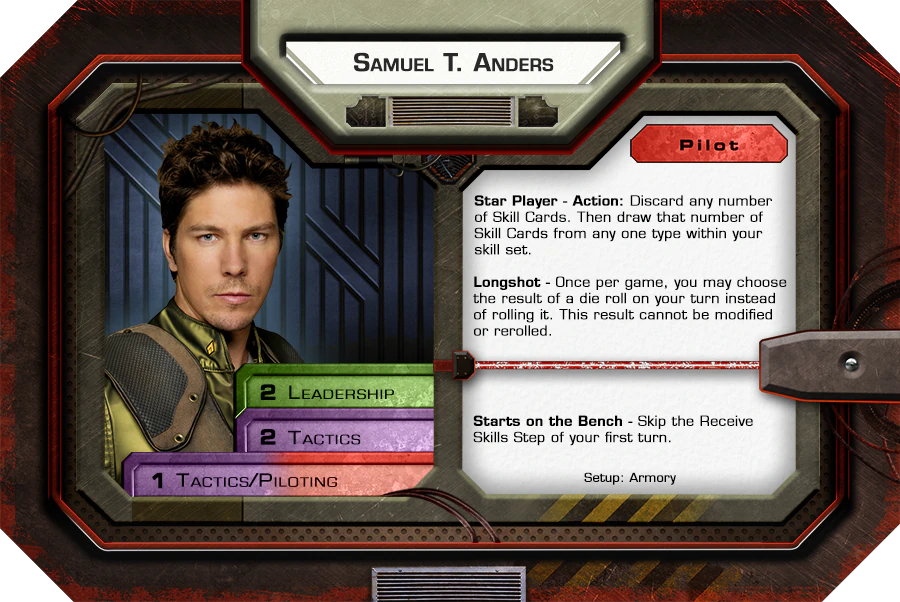 Samuel T. Anders
Pilot
Star Player - Action: Discard any number
of Skill Cards. Then draw that number of
Skill Cards from any one type within your
skill set.
Longshot - Once per game, you may choose
the result of a die roll on your turn instead
of rolling it. This result cannot be modified
or rerolled.
2 Leadership
2 Tactics
1 Tactics/Piloting
Starts on the Bench - Skip the Receive
Skills Step of your first turn.
Setup: Armory